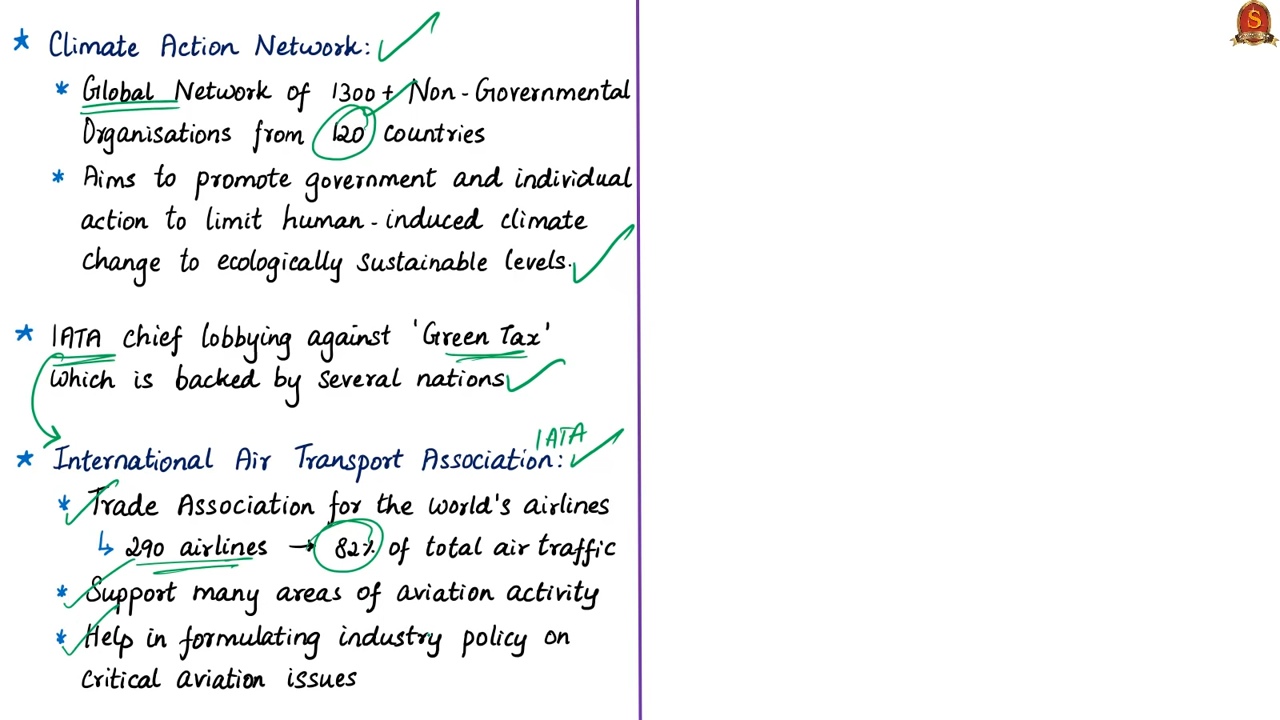 * Climate Action Network:
* Global Network of 1300+ Non-Governmental
Organisations from 120 countries
* Aims to promote government and individual
action to limit human-induced climate
change to ecologically sustainable levels.
* IATA chief lobbying against 'Green Tax'
which is backed by several nations
IATA
* International Air Transport Association:
* Trade Association for the world's airlines
↳ 290 airlines → 82% of total air traffic
* Support many areas of aviation activity
* Help in formulating industry policy on
critical aviation issues
S